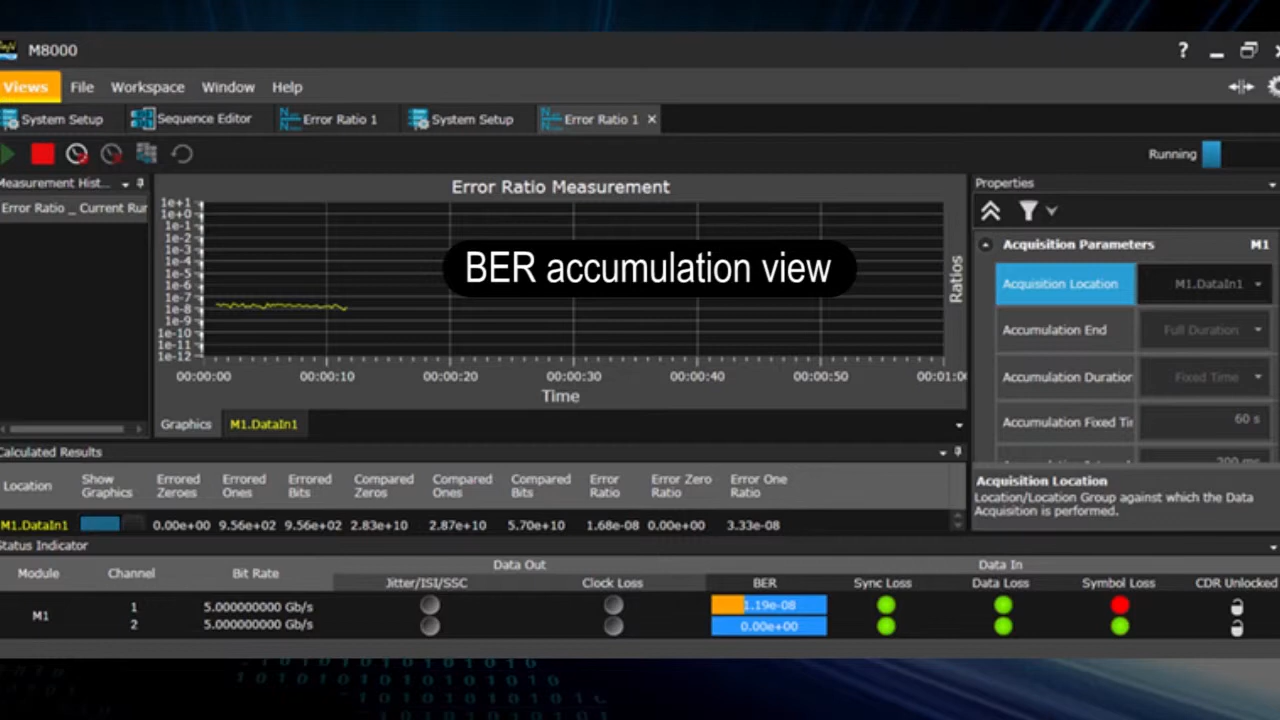 M8000
?
Views File Workspace Window Help
System Setup Sequence Editor Error Ratio 1 System Setup Error Ratio 1 ×
Running
Measurement Hist...
Error Ratio _ Current Run
Error Ratio Measurement
1e+1
1e+0
1e-1
1e-2
1e-3
1e-4
1e-5
1e-6
1e-7
1e-8
1e-9
1e-10
1e-11
1e-12
BER accumulation view
Ratios
00:00:00 00:00:10 00:00:20 00:00:30 00:00:40 00:00:50 00:01:00
Time
Graphics M1.DataIn1
Properties
Acquisition Parameters M1
Acquisition Location M1.DataIn1
Accumulation End Full Duration
Accumulation Duration Fixed Time
Accumulation Fixed Tir 60 s
200 ms
Acquisition Location
Location/Location Group against which the Data
Acquisition is performed.
Calculated Results
Location Show Graphics Errored Zeroes Errored Ones Errored Bits Compared Zeros Compared Ones Compared Bits Error Ratio Error Zero Ratio Error One Ratio
M1.DataIn1 0.00e+00 9.56e+02 9.56e+02 2.83e+10 2.87e+10 5.70e+10 1.68e-08 0.00e+00 3.33e-08
Status Indicator
Data Out Data In
Module Channel Bit Rate Jitter/ISI/SSC Clock Loss BER Sync Loss Data Loss Symbol Loss CDR Unlocked
M1
1 5.000000000 Gb/s 1.19e-08
2 5.000000000 Gb/s 0.00e+00